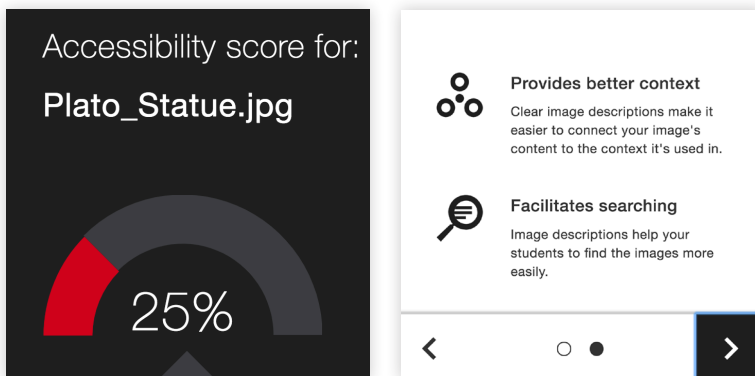 Accessibility score for:
Plato_Statue.jpg
25%
Provides better context
Clear image descriptions make it
easier to connect your image's
content to the context it's used in.
Facilitates searching
Image descriptions help your
students to find the images more
easily.